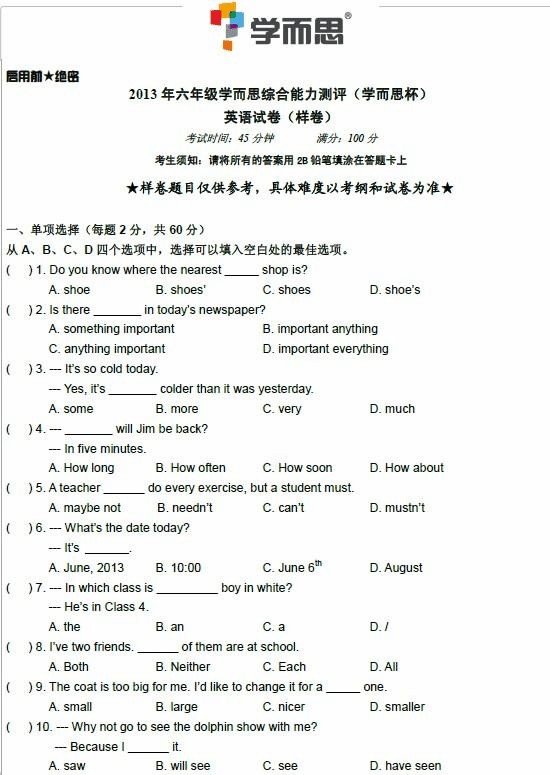 学而思®
启用前★绝密
2013 年六年级学而思综合能力测评（学而思杯）
英语试卷（样卷）
考试时间：45 分钟 满分：100 分
考生须知：请将所有的答案用 2B 铅笔填涂在答题卡上
★样卷题目仅供参考，具体难度以考纲和试卷为准★
一、单项选择（每题 2 分，共 60 分）
从 A、B、C、D 四个选项中，选择可以填入空白处的最佳选项。
( ) 1. Do you know where the nearest _____ shop is?
A. shoe B. shoes' C. shoes D. shoe's
( ) 2. Is there _______ in today's newspaper?
A. something important B. important anything
C. anything important D. important everything
( ) 3. --- It's so cold today.
--- Yes, it's _______ colder than it was yesterday.
A. some B. more C. very D. much
( ) 4. --- _______ will Jim be back?
--- In five minutes.
A. How long B. How often C. How soon D. How about
( ) 5. A teacher ______ do every exercise, but a student must.
A. maybe not B. needn't C. can't D. mustn't
( ) 6. --- What's the date today?
--- It's ______.
A. June, 2013 B. 10:00 C. June 6th D. August
( ) 7. --- In which class is _________ boy in white?
--- He's in Class 4.
A. the B. an C. a D. /
( ) 8. I've two friends. ______ of them are at school.
A. Both B. Neither C. Each D. All
( ) 9. The coat is too big for me. I'd like to change it for a _____ one.
A. small B. large C. nicer D. smaller
( ) 10. --- Why not go to see the dolphin show with me?
--- Because I ______ it.
A. saw B. will see C. see D. have seen